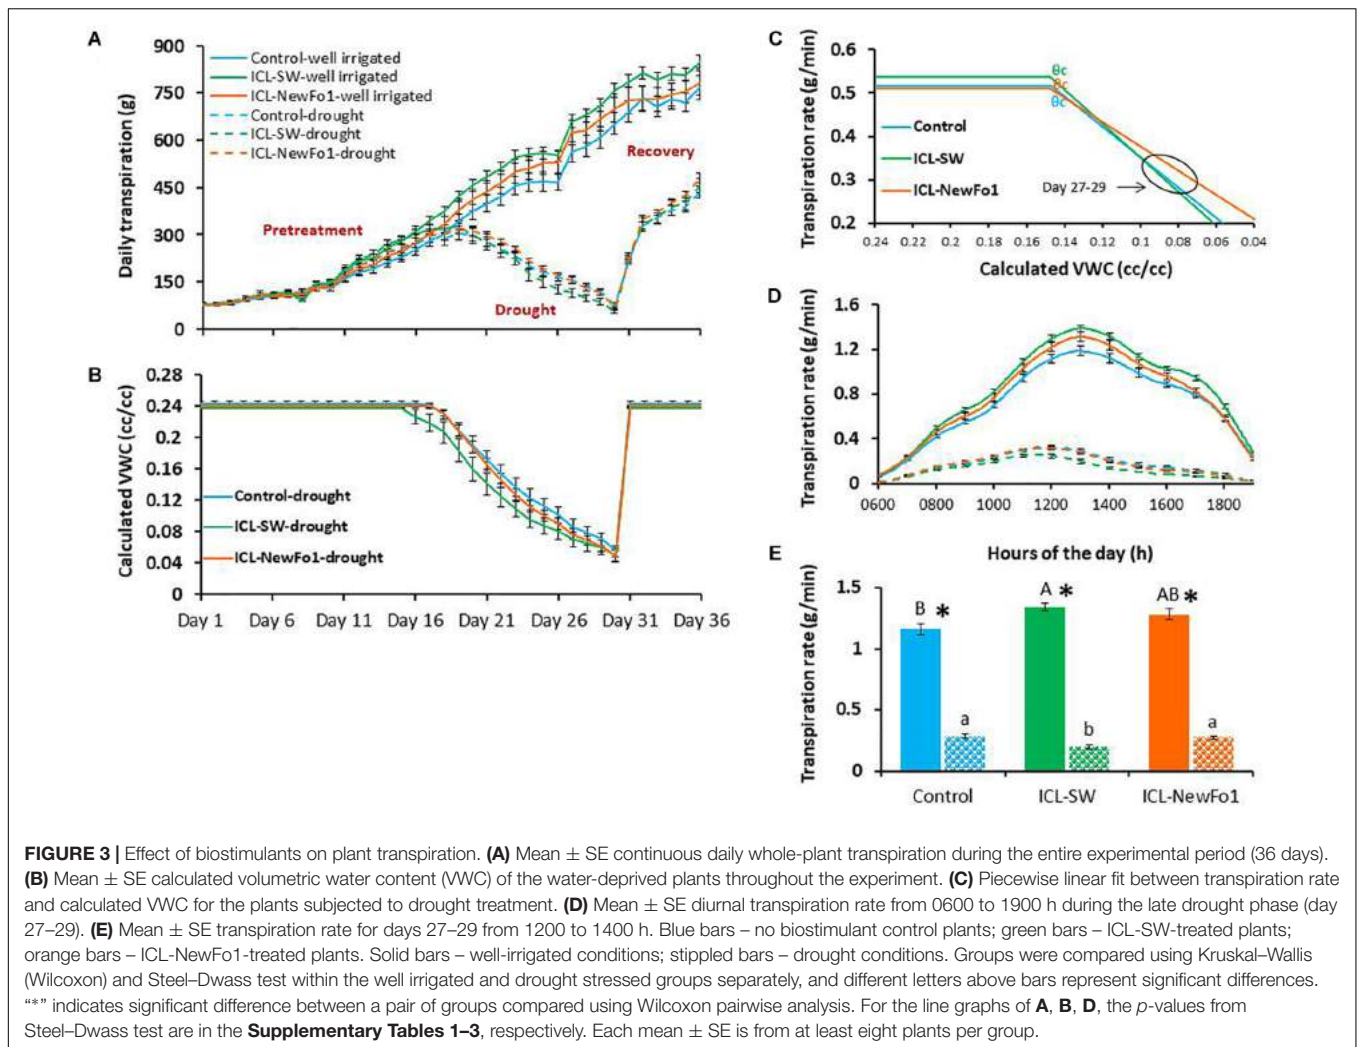 A
900
750
600
450
300
150
0
Daily transpiration (g)
Control-well irrigated
ICL-SW-well irrigated
ICL-NewFo1-well irrigated
Control-drought
ICL-SW-drought
ICL-NewFo1-drought
Pretreatment
Drought
Recovery
B
0.28
0.24
0.2
0.16
0.12
0.08
0.04
0
Calculated VWC (cc/cc)
Control-drought
ICL-SW-drought
ICL-NewFo1-drought
Day 1 Day 6 Day 11 Day 16 Day 21 Day 26 Day 31 Day 36
C
0.6
0.5
0.4
0.3
0.2
Transpiration rate (g/min)
θc
θc
θc
Control
ICL-SW
ICL-NewFo1
Day 27-29
0.24 0.22 0.2 0.18 0.16 0.14 0.12 0.1 0.08 0.06 0.04
Calculated VWC (cc/cc)
D
1.6
1.2
0.8
0.4
0
Transpiration rate (g/min)
0600 0800 1000 1200 1400 1600 1800
Hours of the day (h)
E
1.5
1
0.5
0
Transpiration rate (g/min)
B * A * AB *
a b a
Control ICL-SW ICL-NewFo1
FIGURE 3 | Effect of biostimulants on plant transpiration. (A) Mean ± SE continuous daily whole-plant transpiration during the entire experimental period (36 days).
(B) Mean ± SE calculated volumetric water content (VWC) of the water-deprived plants throughout the experiment. (C) Piecewise linear fit between transpiration rate
and calculated VWC for the plants subjected to drought treatment. (D) Mean ± SE diurnal transpiration rate from 0600 to 1900 h during the late drought phase (day
27–29). (E) Mean ± SE transpiration rate for days 27–29 from 1200 to 1400 h. Blue bars – no biostimulant control plants; green bars – ICL-SW-treated plants;
orange bars – ICL-NewFo1-treated plants. Solid bars – well-irrigated conditions; stippled bars – drought conditions. Groups were compared using Kruskal–Wallis
(Wilcoxon) and Steel–Dwass test within the well irrigated and drought stressed groups separately, and different letters above bars represent significant differences.
“*” indicates significant difference between a pair of groups compared using Wilcoxon pairwise analysis. For the line graphs of A, B, D, the p-values from
Steel–Dwass test are in the Supplementary Tables 1–3, respectively. Each mean ± SE is from at least eight plants per group.